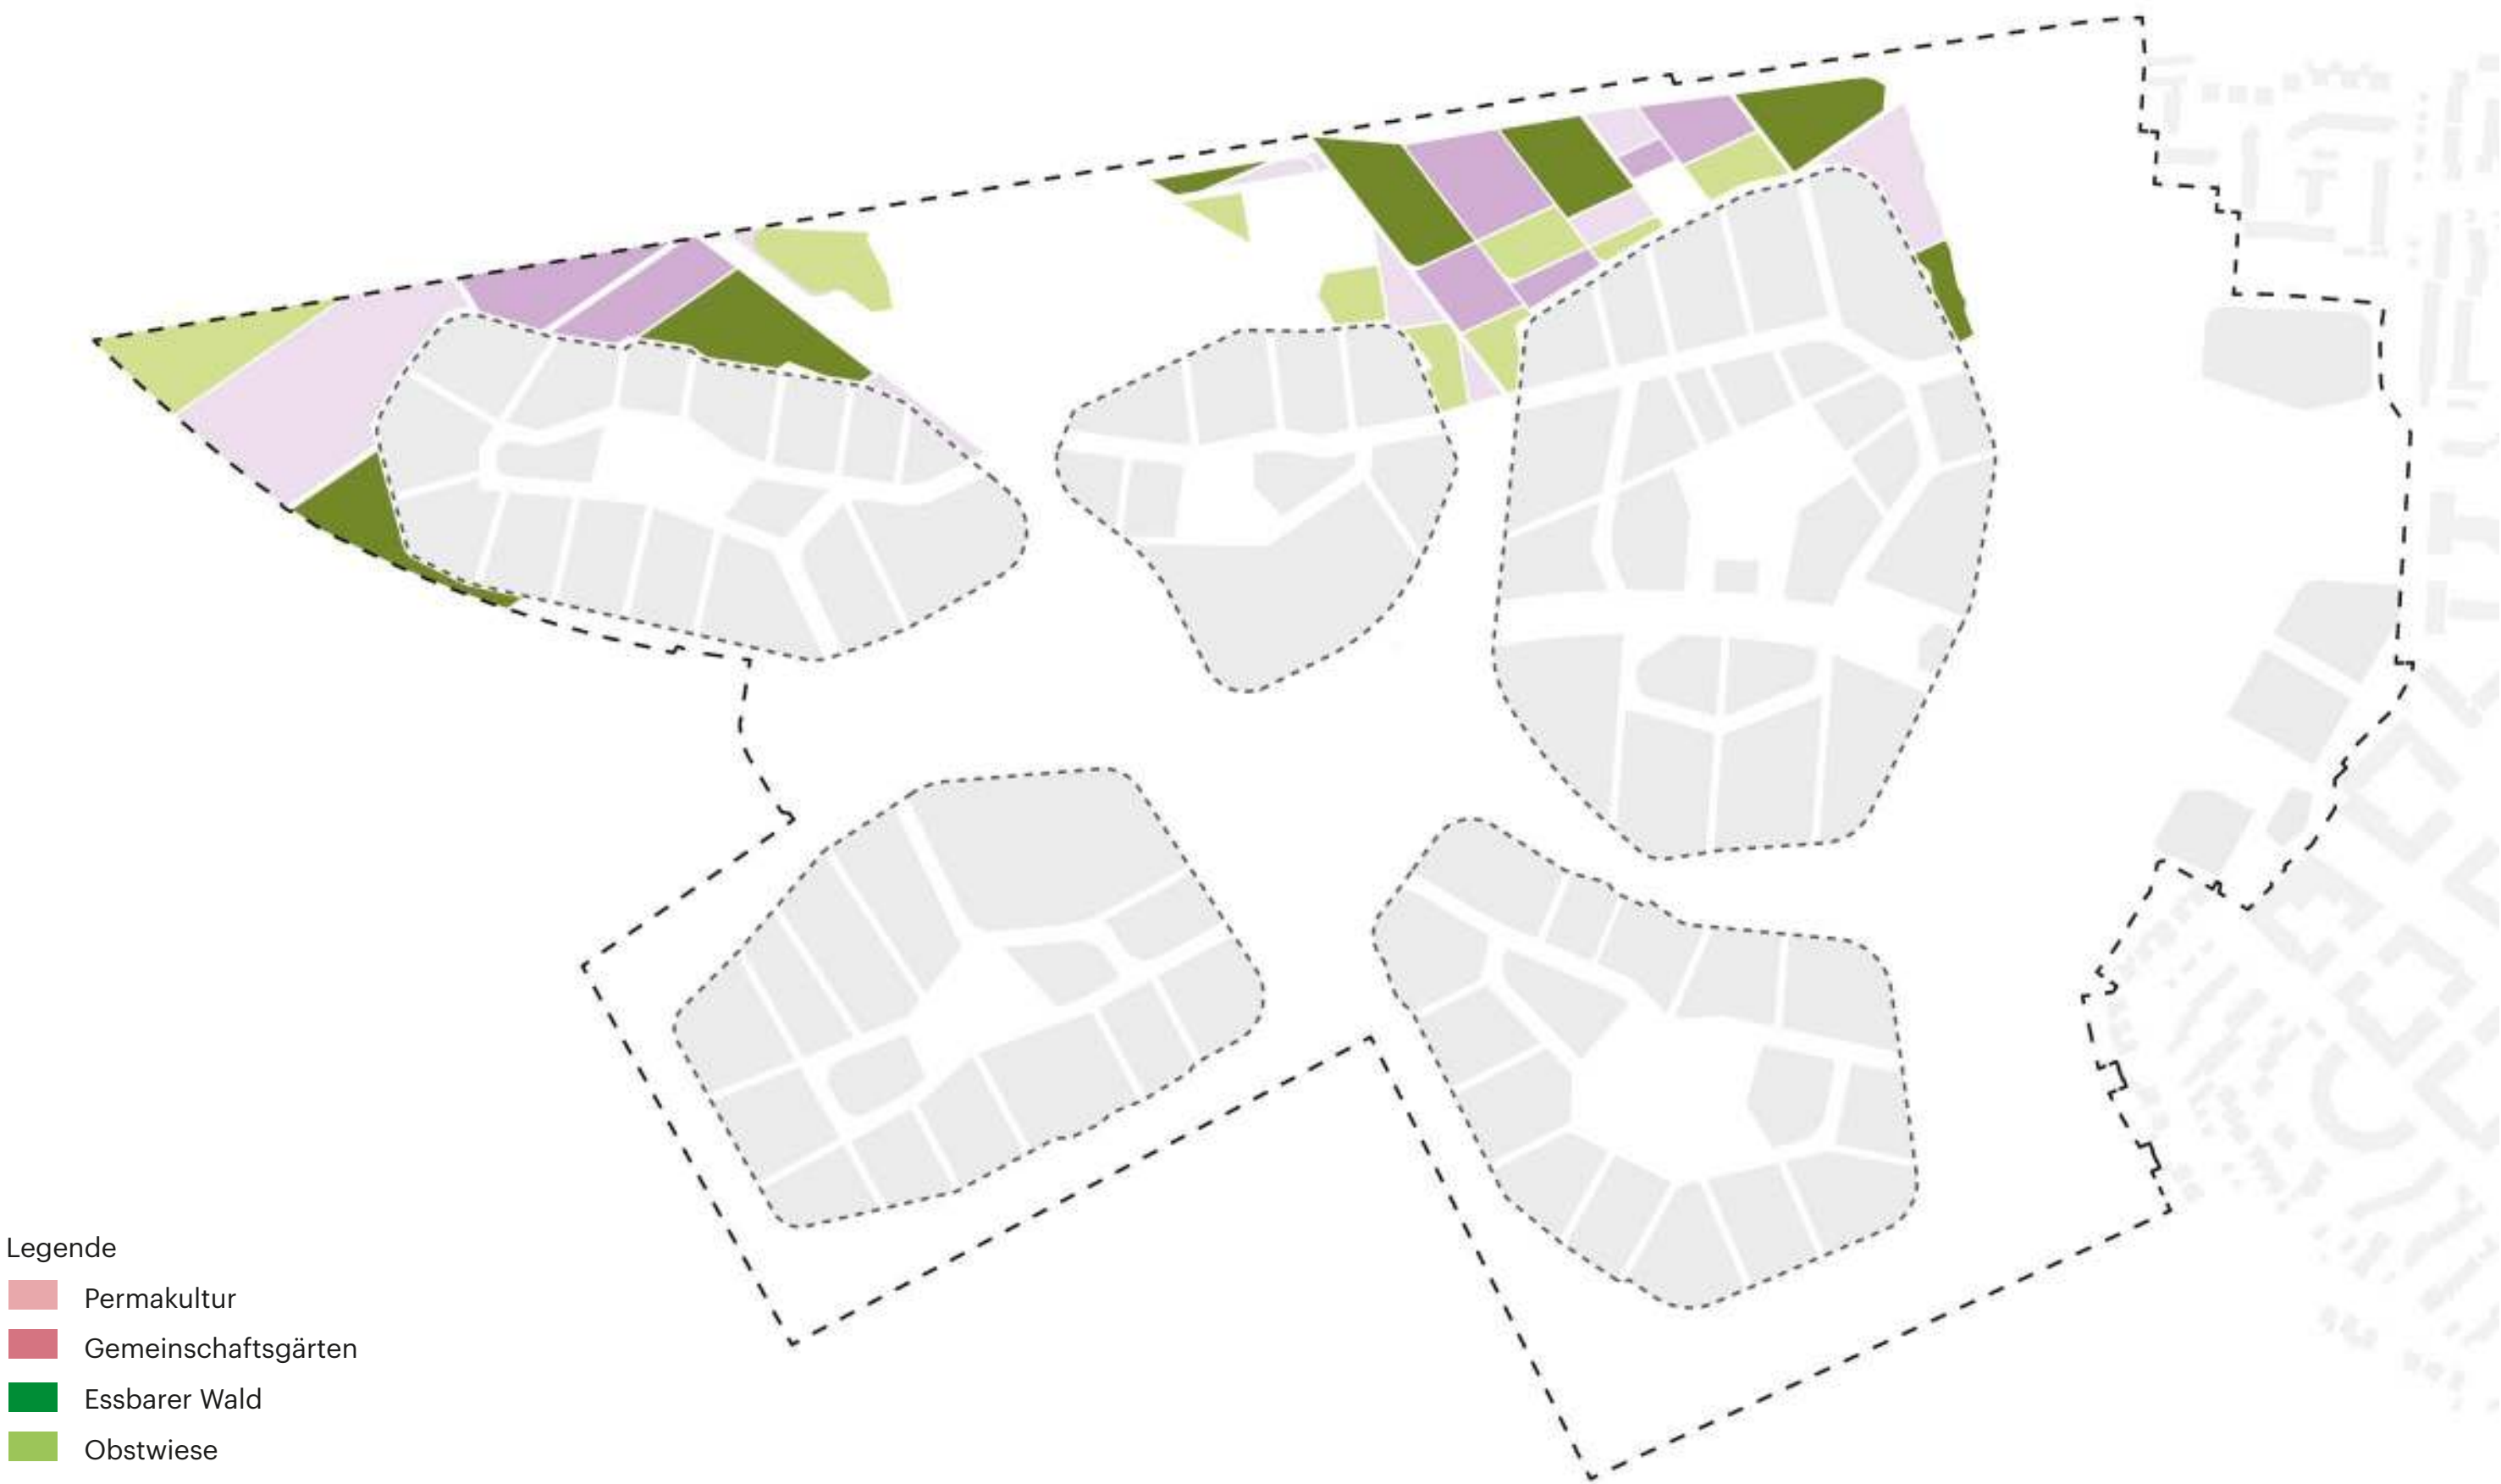 Legende
Permakultur
Gemeinschaftsgärten
Essbarer Wald
Obstwiese